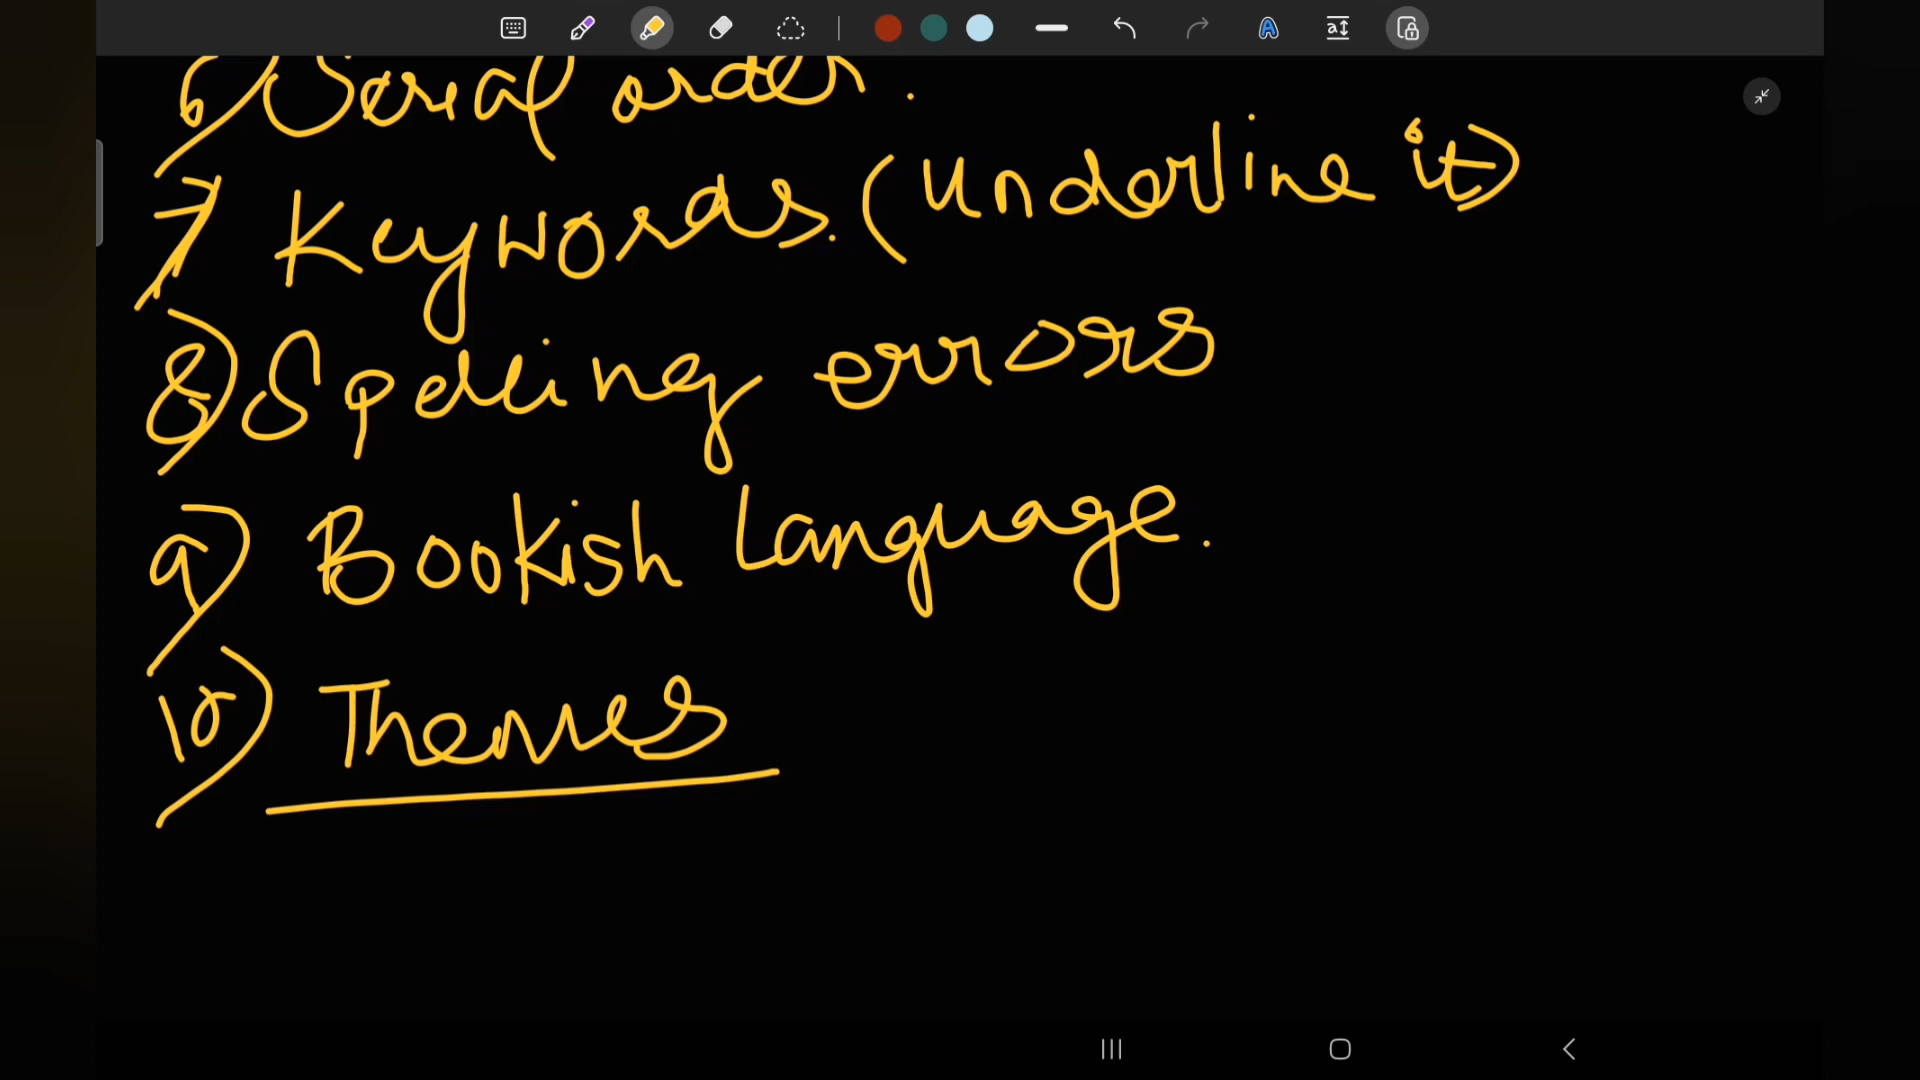 6) Serial order.
7) Keywords. (Underline it)
8) Spelling errors
9) Bookish Language.
10) Themes